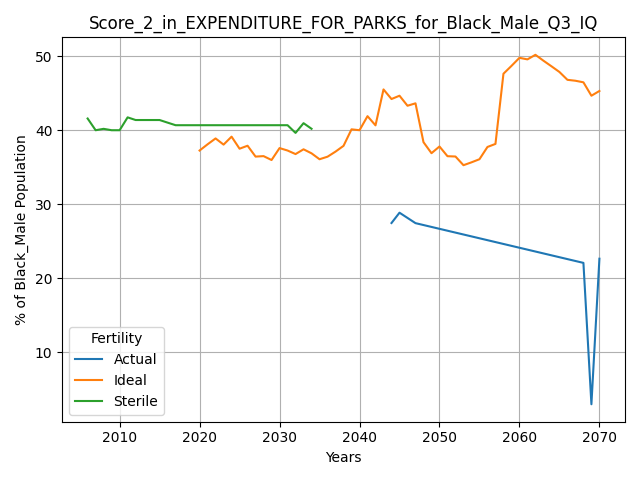 Score_2_in_EXPENDITURE_FOR_PARKS_for_Black_Male_Q3_IQ
% of Black_Male Population
50
40
30
20
10
Fertility
Actual
Ideal
Sterile
2010 2020 2030 2040 2050 2060 2070
Years